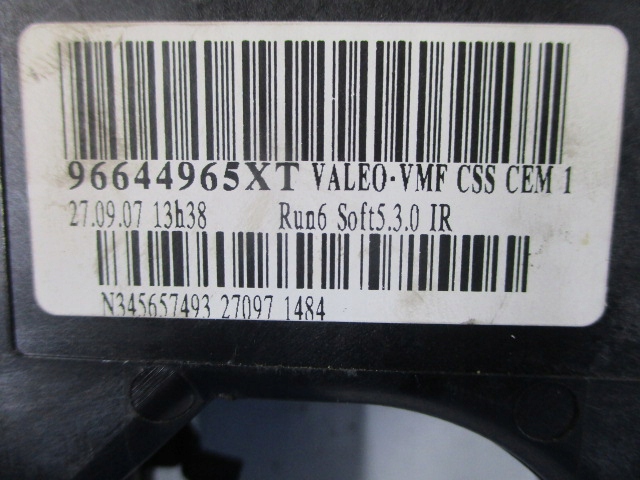 96644965XT VALEO-VMF CSS CEM 1
27.09.07 13h38 Run6 Soft5.3.0 IR
N345657493 27097 1484